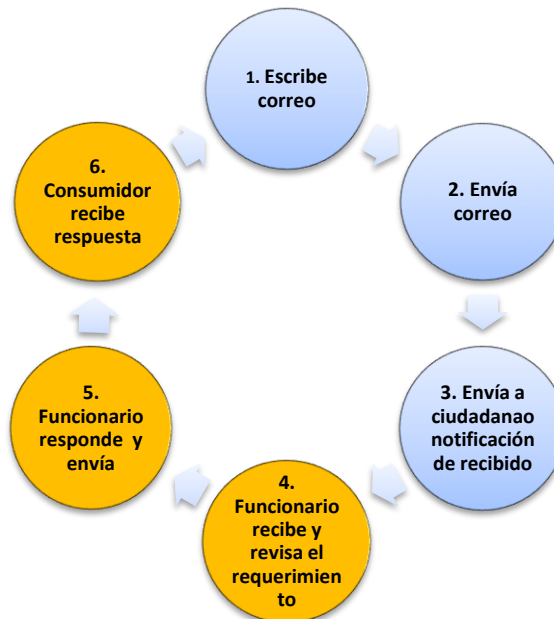 1. Escribe
correo
2. Envía
correo
3. Envía a
ciudadanao
notificación
de recibido
4.
Funcionario
recibe y
revisa el
requerimien
to
5.
Funcionario
responde y
envía
6.
Consumidor
recibe
respuesta